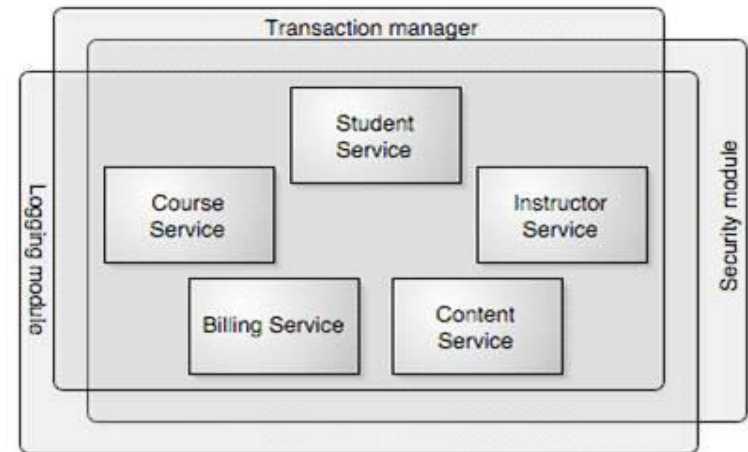 Transaction manager
Student
Service
Course
Service
Instructor
Service
Billing Service
Content
Service
Logging module
Security module